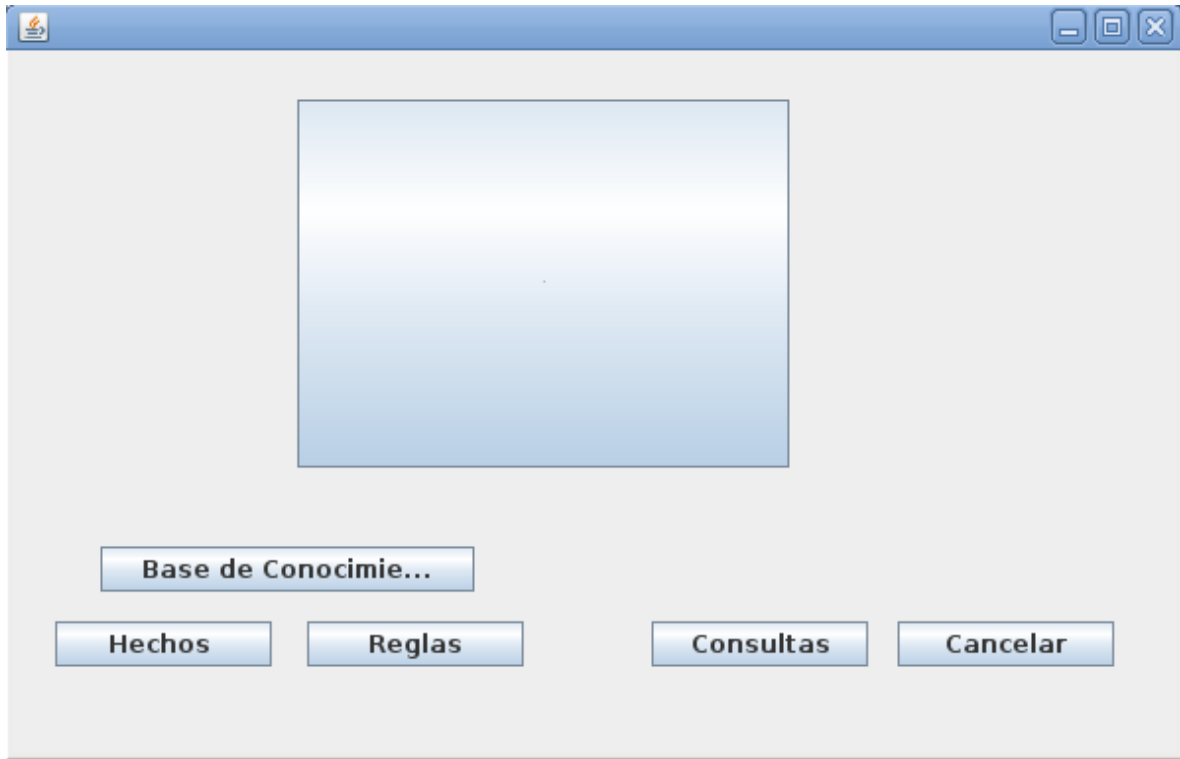 Base de Conocimie...
Hechos
Reglas
Consultas
Cancelar